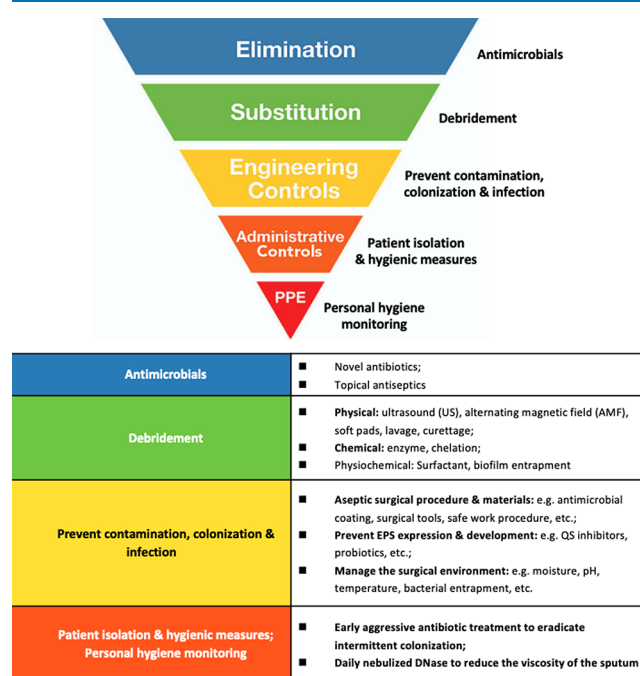 Elimination
Antimicrobials
Substitution
Debridement
Engineering
Controls
Prevent contamination,
colonization & infection
Administrative
Controls
Patient isolation
& hygienic measures
PPE
Personal hygiene
monitoring
Antimicrobials
■ Novel antibiotics;
■ Topical antiseptics
Debridement
■ Physical: ultrasound (US), alternating magnetic field (AMF),
soft pads, lavage, curettage;
■ Chemical: enzyme, chelation;
■ Physiochemical: Surfactant, biofilm entrapment
Prevent contamination, colonization &
infection
■ Aseptic surgical procedure & materials: e.g. antimicrobial
coating, surgical tools, safe work procedure, etc.;
■ Prevent EPS expression & development: e.g. QS inhibitors,
probiotics, etc.;
■ Manage the surgical environment: e.g. moisture, pH,
temperature, bacterial entrapment, etc.
Patient isolation & hygienic measures;
Personal hygiene monitoring
■ Early aggressive antibiotic treatment to eradicate
intermittent colonization;
■ Daily nebulized DNase to reduce the viscosity of the sputum